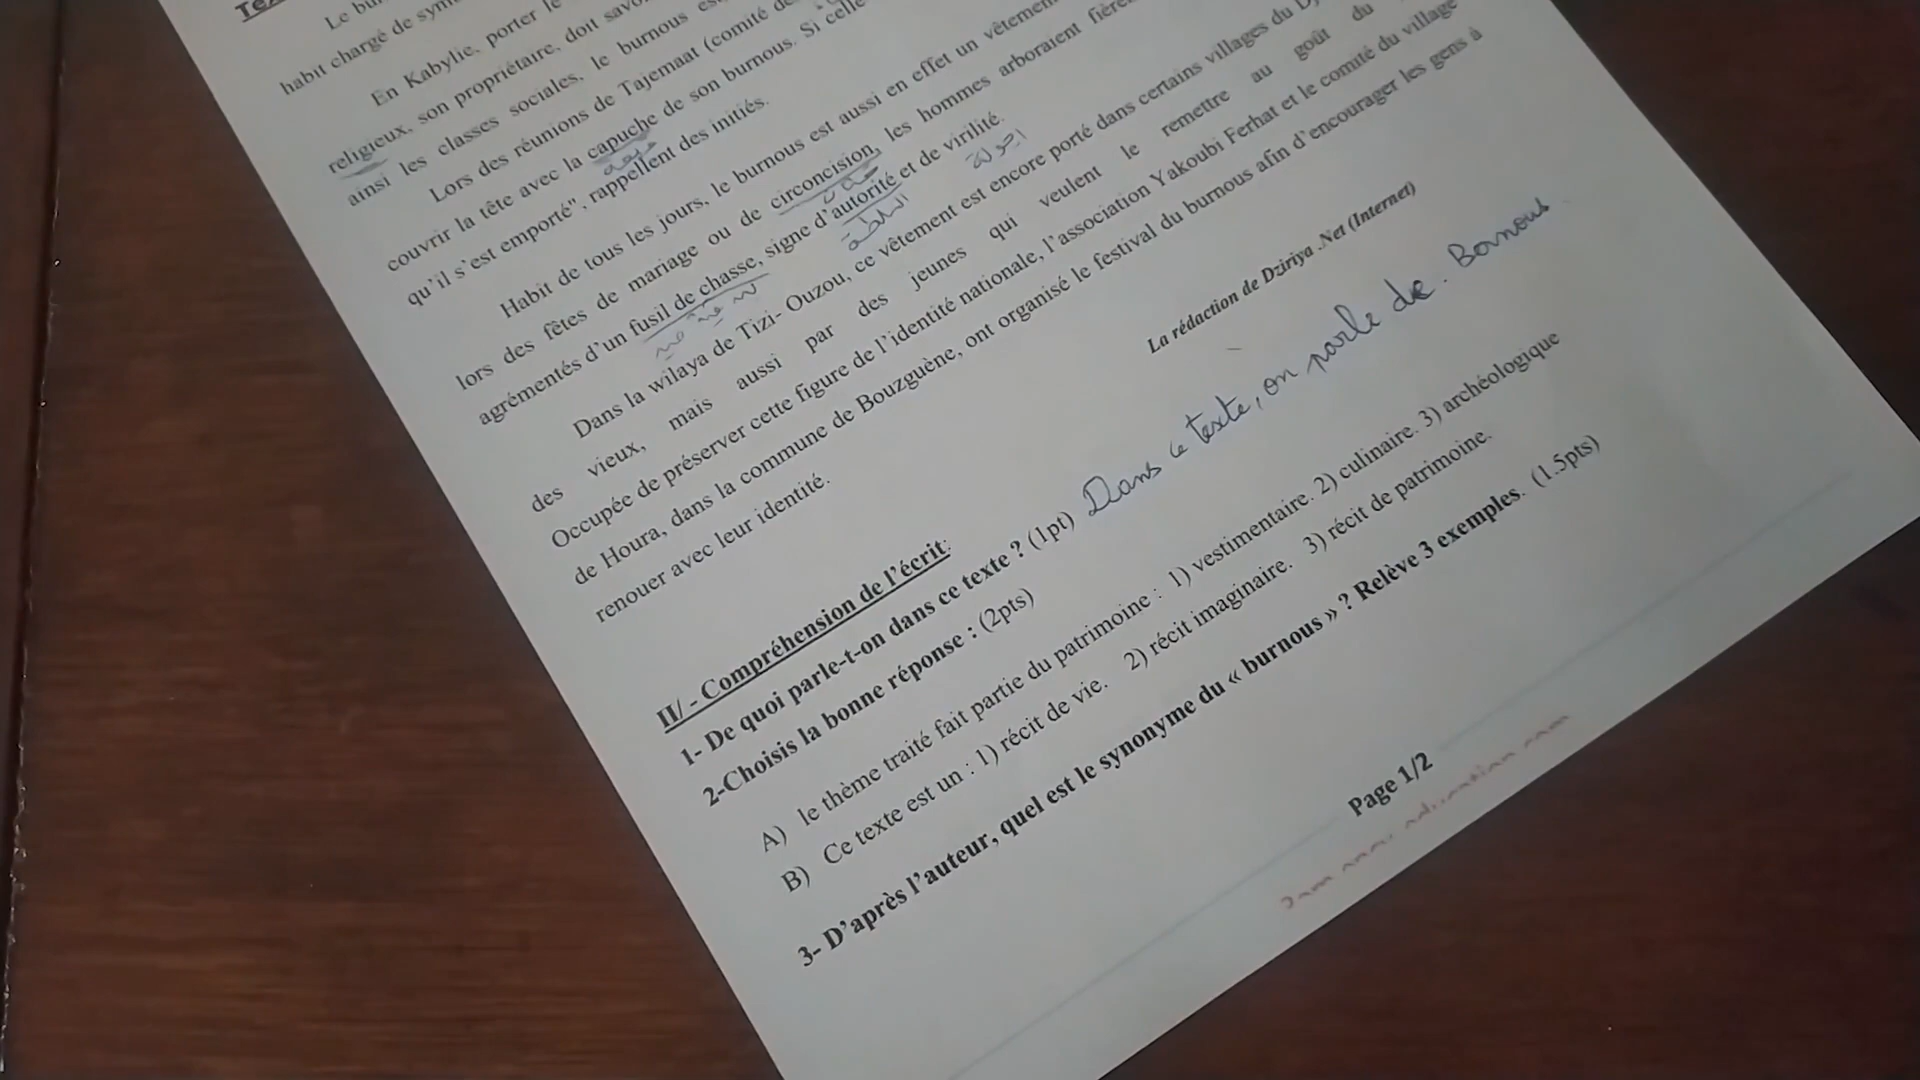 Le bur
habit chargé de sym
En Kabylie, porter le
religieux, son propriétaire, doit savo
ainsi les classes sociales, le burnous es
Lors des réunions de Tajemaat (comité de
couvrir la tête avec la capuche de son burnous. Si celle
qu'il s'est emporté", rappellent des initiés.
Habit de tous les jours, le burnous est aussi en effet un vêtemen
lors des fêtes de mariage ou de circoncision, les hommes arboraient fière
agrémentés d'un fusil de chasse, signe d'autorité et de virilité.
السلطة
Dans la wilaya de Tizi- Ouzou, ce vêtement est encore porté dans certains villages du Dj
des vieux, mais aussi par des jeunes qui veulent le remettre au goût du
Occupée de préserver cette figure de l'identité nationale, l'association Yakoubi Ferhat et le comité du village
de Houra, dans la commune de Bouzguène, ont organisé le festival du burnous afin d'encourager les gens à
renouer avec leur identité.
La rédaction de Dziriya .Net (Internet)
II/ - Compréhension de l'écrit:
1- De quoi parle-t-on dans ce texte ? (1pt) Dans ce texte, on parle de. Bornous.
2-Choisis la bonne réponse : (2pts)
A) le thème traité fait partie du patrimoine : 1) vestimentaire. 2) culinaire. 3) archéologique
B) Ce texte est un : 1) récit de vie. 2) récit imaginaire. 3) récit de patrimoine.
3- D'après l'auteur, quel est le synonyme du « burnous » ? Relève 3 exemples. (1.5pts)
Page 1/2